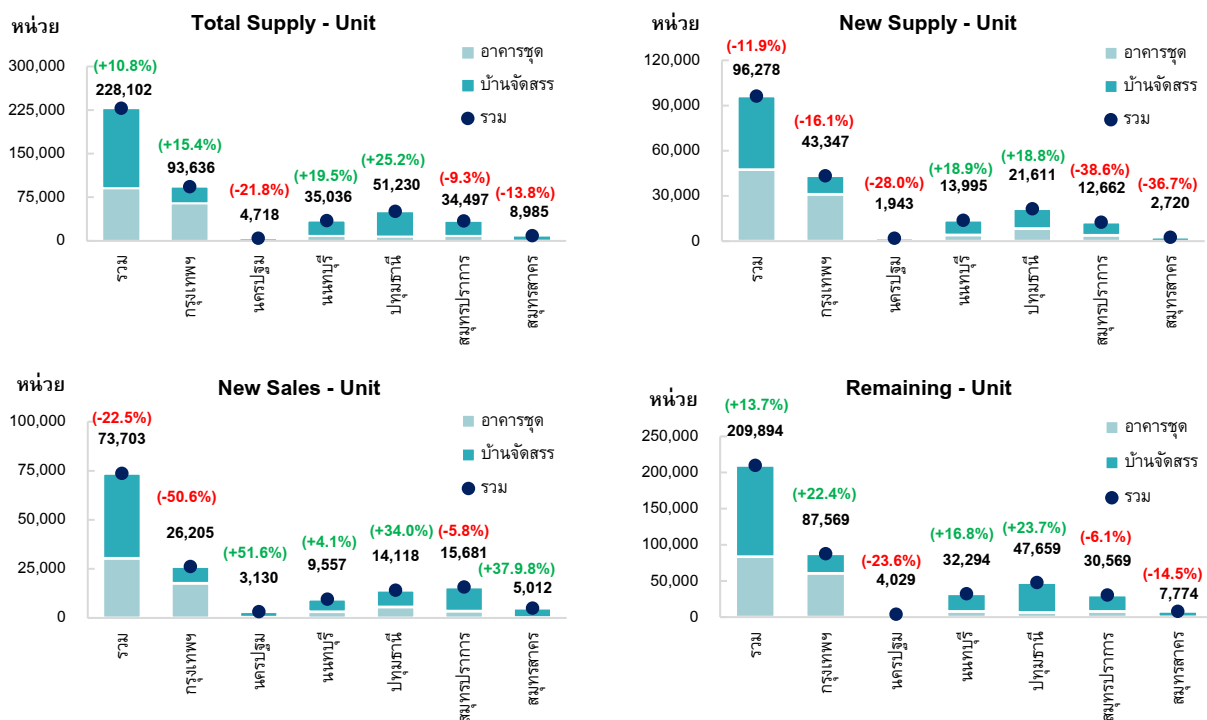 หน่วย
Total Supply - Unit
อาคารชุด
บ้านจัดสรร
รวม
300,000
225,000
150,000
75,000
0
(+10.8%)
228,102
(+15.4%)
93,636
(-21.8%)
4,718
(+19.5%)
35,036
(+25.2%)
51,230
(-9.3%)
34,497
(-13.8%)
8,985
รวม
กรุงเทพฯ
นครปฐม
นนทบุรี
ปทุมธานี
สมุทรปราการ
สมุทรสาคร
หน่วย
New Supply - Unit
อาคารชุด
บ้านจัดสรร
รวม
120,000
90,000
60,000
30,000
0
(-11.9%)
96,278
(-16.1%)
43,347
(-28.0%)
1,943
(+18.9%)
13,995
(+18.8%)
21,611
(-38.6%)
12,662
(-36.7%)
2,720
รวม
กรุงเทพฯ
นครปฐม
นนทบุรี
ปทุมธานี
สมุทรปราการ
สมุทรสาคร
หน่วย
New Sales - Unit
อาคารชุด
บ้านจัดสรร
รวม
100,000
75,000
50,000
25,000
0
(-22.5%)
73,703
(-50.6%)
26,205
(+51.6%)
3,130
(+4.1%)
9,557
(+34.0%)
14,118
(-5.8%)
15,681
(+37.9.8%)
5,012
รวม
กรุงเทพฯ
นครปฐม
นนทบุรี
ปทุมธานี
สมุทรปราการ
สมุทรสาคร
หน่วย
Remaining - Unit
อาคารชุด
บ้านจัดสรร
รวม
250,000
200,000
150,000
100,000
50,000
0
(+13.7%)
209,894
(+22.4%)
87,569
(-23.6%)
4,029
(+16.8%)
32,294
(+23.7%)
47,659
(-6.1%)
30,569
(-14.5%)
7,774
รวม
กรุงเทพฯ
นครปฐม
นนทบุรี
ปทุมธานี
สมุทรปราการ
สมุทรสาคร